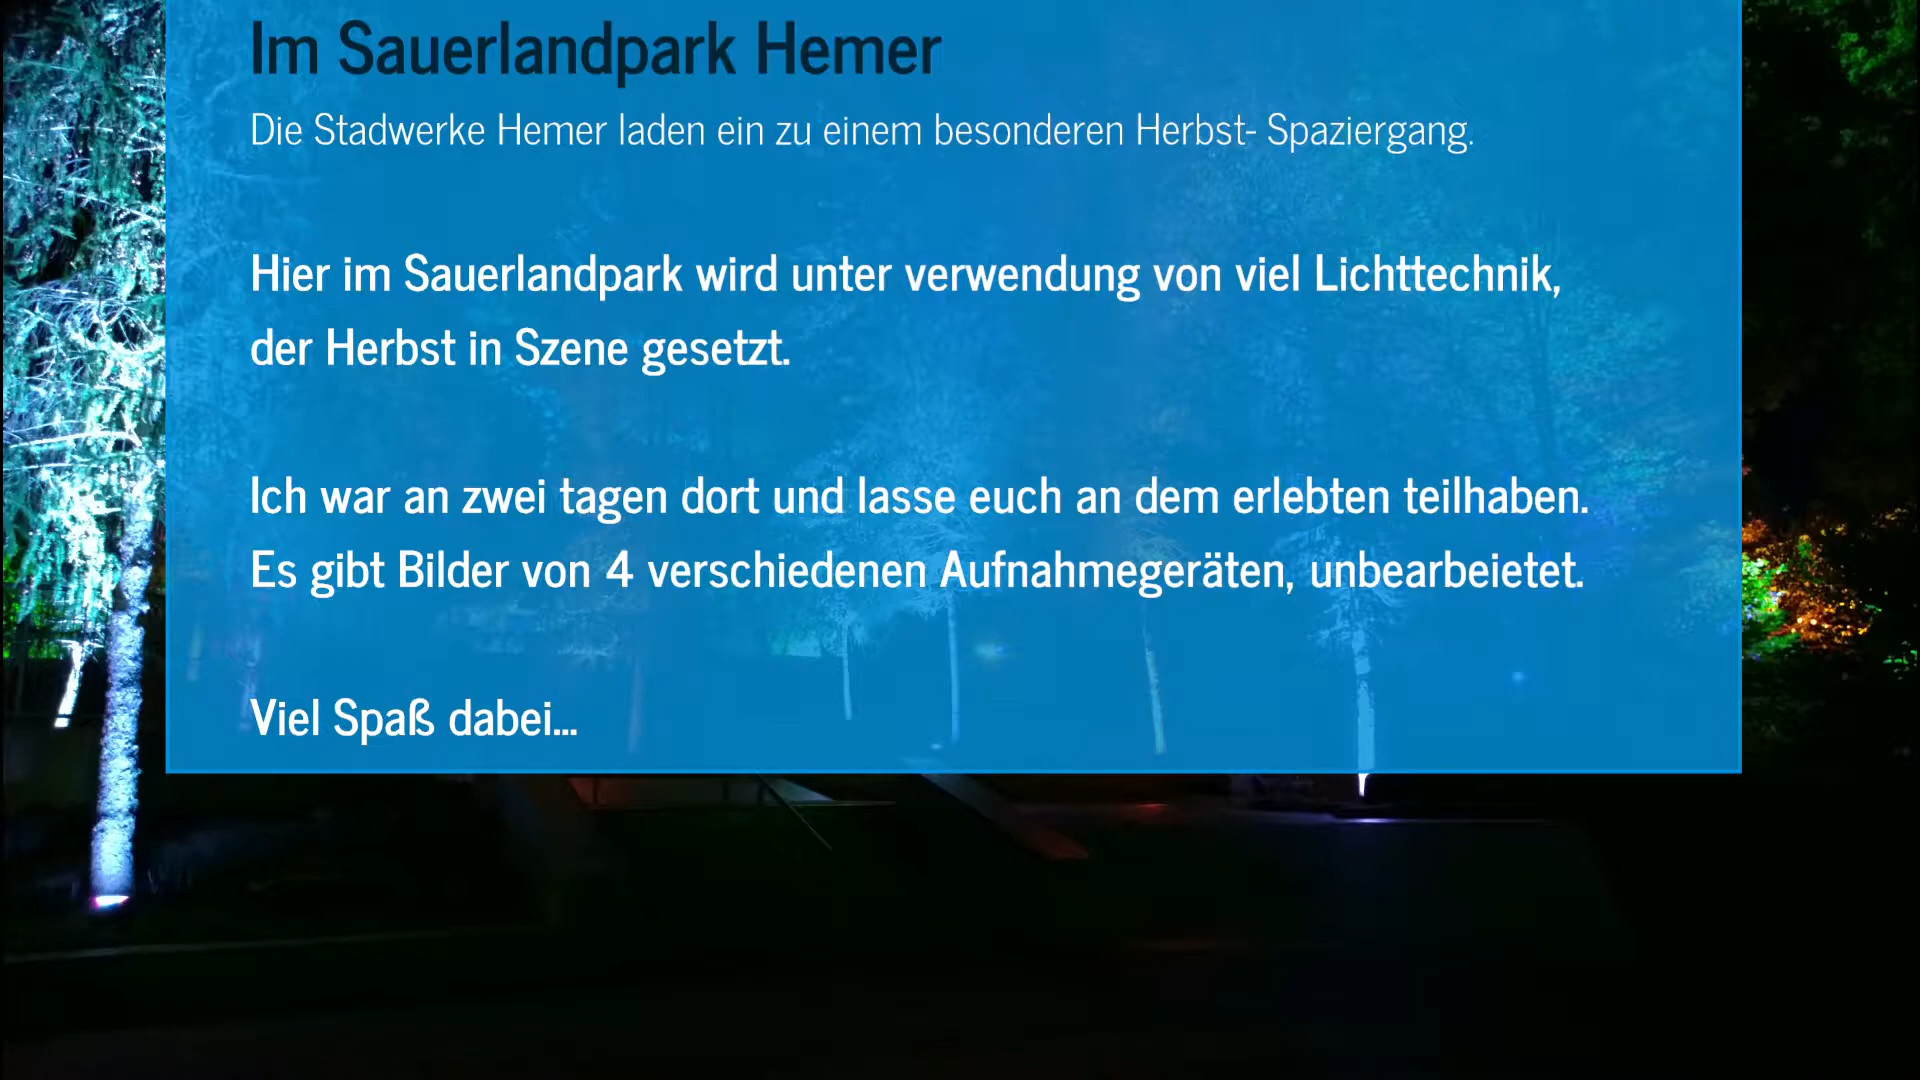 Im Sauerlandpark Hemer
Die Stadwerke Hemer laden ein zu einem besonderen Herbst- Spaziergang.
Hier im Sauerlandpark wird unter verwendung von viel Lichttechnik,
der Herbst in Szene gesetzt.
Ich war an zwei tagen dort und lasse euch an dem erlebten teilhaben.
Es gibt Bilder von 4 verschiedenen Aufnahmegeräten, unbearbeietet.
Viel Spaß dabei...